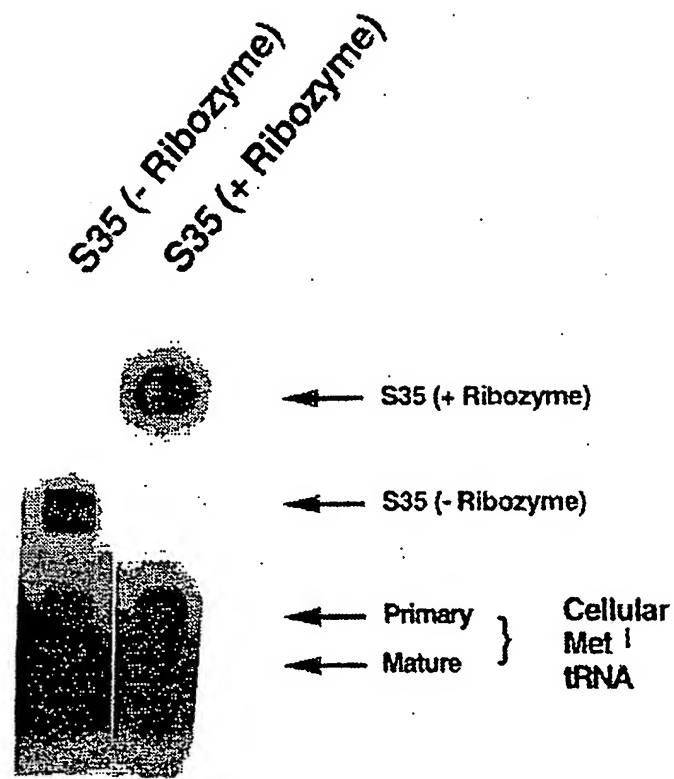 S35 (- Ribozyme)
S35 (+ Ribozyme)
S35 (+ Ribozyme)
S35 (- Ribozyme)
Primary
Mature
}
Cellular
Met i
tRNA